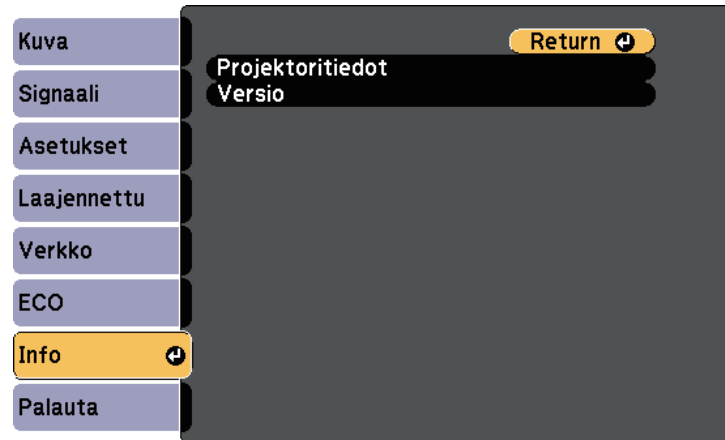 Kuva
Signaali
Asetukset
Laajennettu
Verkko
ECO
Info
Palauta
Return
Projektoritiedot
Versio